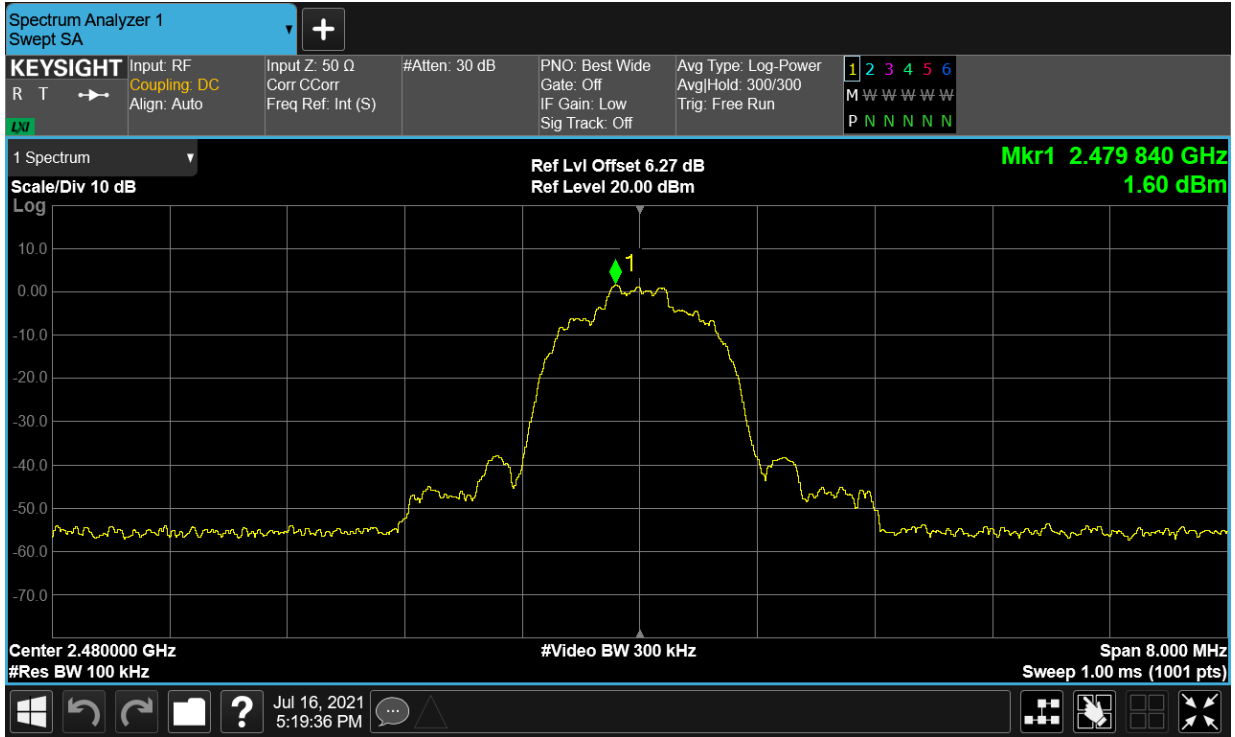 Spectrum Analyzer 1
Swept SA
KEYSIGHT
R T
LXI
Input: RF
Coupling: DC
Align: Auto
Input Z: 50 Ω
Corr CCorr
Freq Ref: Int (S)
#Atten: 30 dB
PNO: Best Wide
Gate: Off
IF Gain: Low
Sig Track: Off
Avg Type: Log-Power
Avg|Hold: 300/300
Trig: Free Run
1 2 3 4 5 6
M W W W W W
P N N N N N
1 Spectrum
Scale/Div 10 dB
Log
Ref Lvl Offset 6.27 dB
Ref Level 20.00 dBm
Mkr1 2.479 840 GHz
1.60 dBm
10.0
1
0.00
-10.0
-20.0
-30.0
-40.0
-50.0
-60.0
-70.0
Center 2.480000 GHz
#Res BW 100 kHz
#Video BW 300 kHz
Span 8.000 MHz
Sweep 1.00 ms (1001 pts)
?
Jul 16, 2021
5:19:36 PM